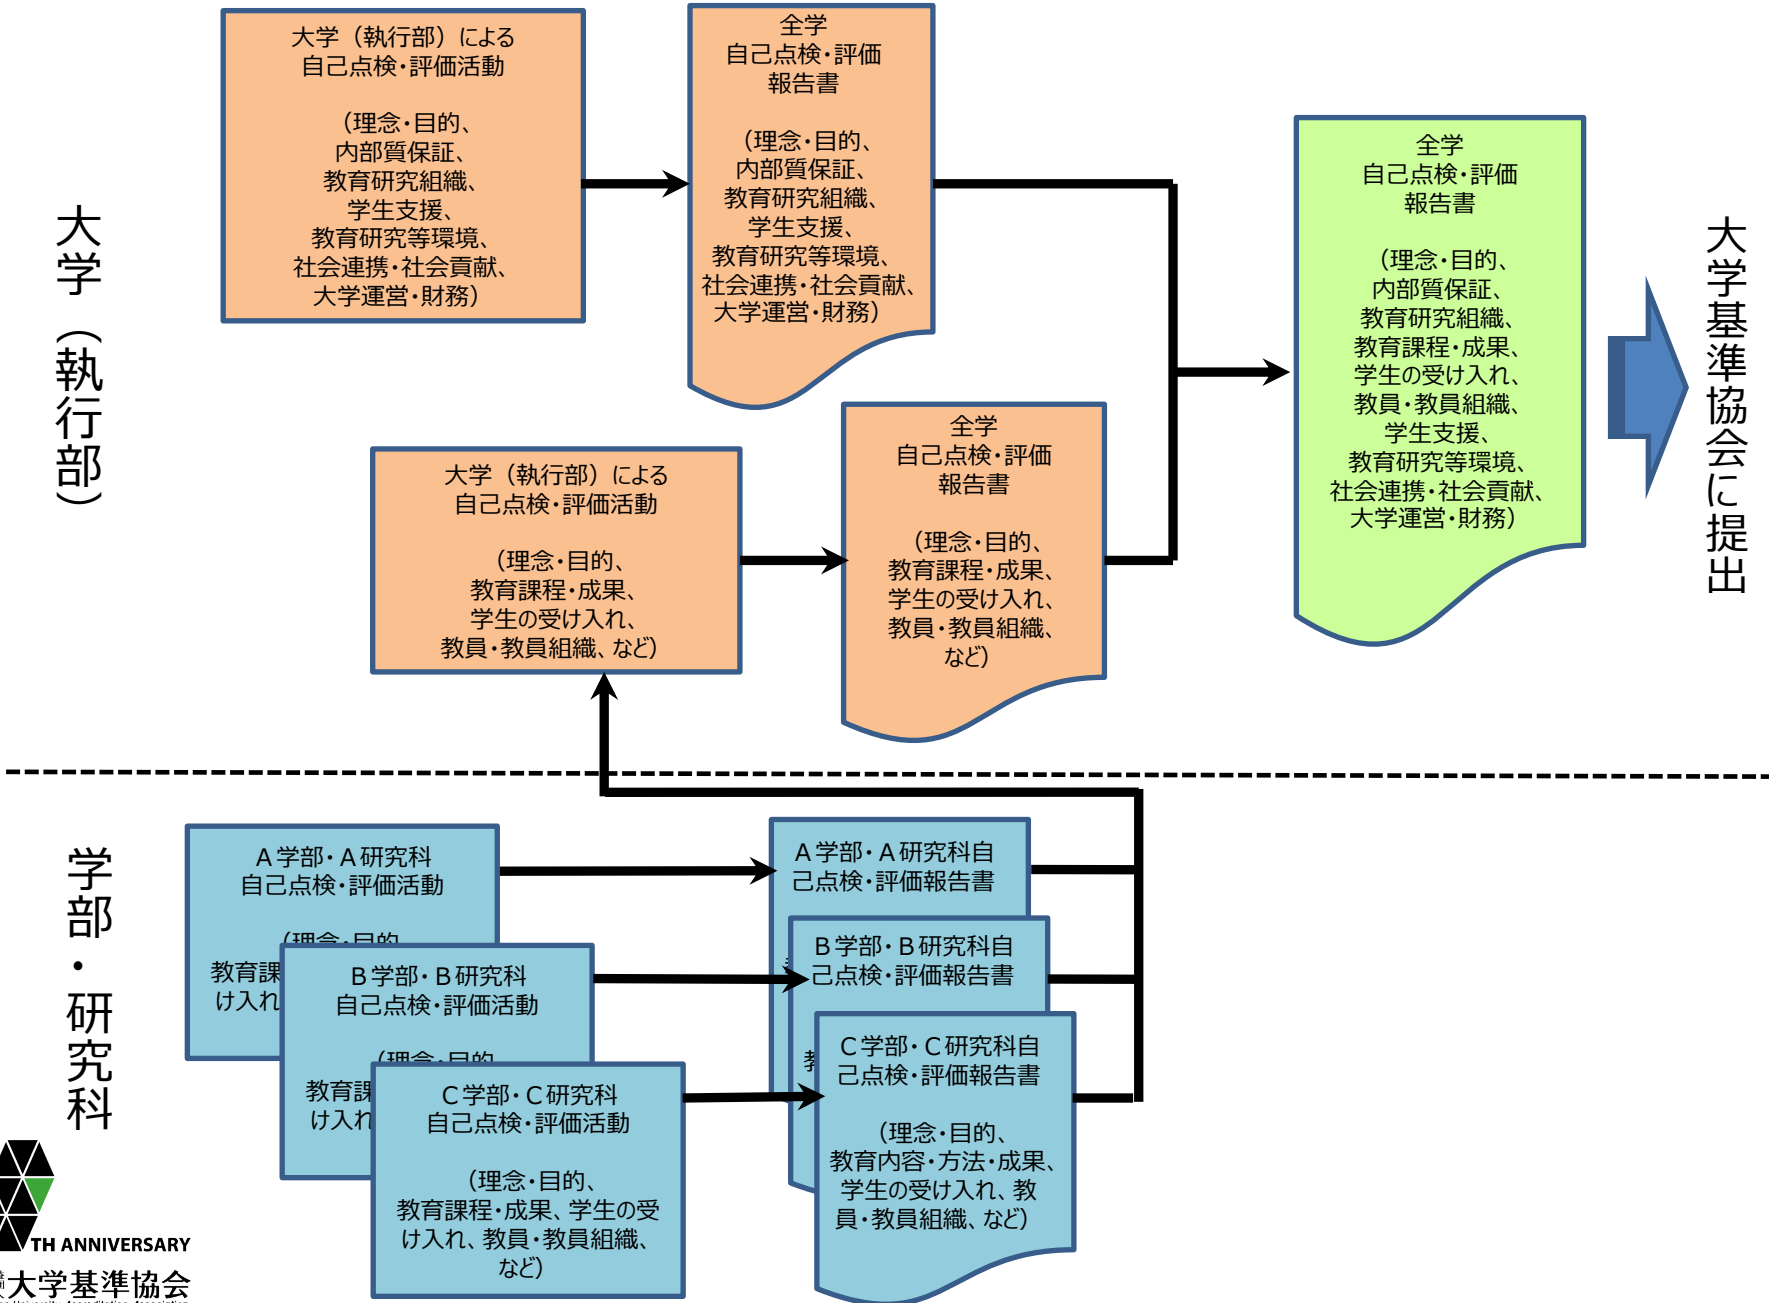 大学（執行部）
大学（執行部）による
自己点検・評価活動
（理念・目的、
内部質保証、
教育研究組織、
学生支援、
教育研究等環境、
社会連携・社会貢献、
大学運営・財務）
全学
自己点検・評価
報告書
（理念・目的、
内部質保証、
教育研究組織、
学生支援、
教育研究等環境、
社会連携・社会貢献、
大学運営・財務）
大学（執行部）による
自己点検・評価活動
（理念・目的、
教育課程・成果、
学生の受け入れ、
教員・教員組織、など）
全学
自己点検・評価
報告書
（理念・目的、
教育課程・成果、
学生の受け入れ、
教員・教員組織、
など）
全学
自己点検・評価
報告書
（理念・目的、
内部質保証、
教育研究組織、
教育課程・成果、
学生の受け入れ、
教員・教員組織、
学生支援、
教育研究等環境、
社会連携・社会貢献、
大学運営・財務）
大学基準協会に提出
学部・研究科
Ａ学部・Ａ研究科
自己点検・評価活動
（理念・目的
教育課
け入れ
Ｂ学部・Ｂ研究科
自己点検・評価活動
（理念・目的
教育課
け入れ
Ｃ学部・Ｃ研究科
自己点検・評価活動
（理念・目的、
教育課程・成果、学生の受
け入れ、教員・教員組織、
など）
Ａ学部・Ａ研究科自
己点検・評価報告書
Ｂ学部・Ｂ研究科自
己点検・評価報告書
Ｃ学部・Ｃ研究科自
己点検・評価報告書
（理念・目的、
教育内容・方法・成果、
学生の受け入れ、教
員・教員組織、など）
TH ANNIVERSARY
大学基準協会